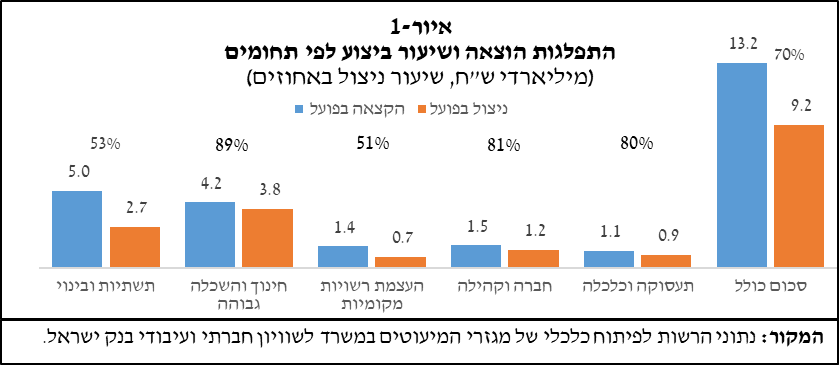 איור-1
התפלגות הוצאה ושיעור ביצוע לפי תחומים
(מיליארדי ש"ח, שיעור ניצול באחוזים)
הקצאה בפועל ניצול בפועל
53% 89% 51% 81% 80% 70%
5.0 2.7 4.2 3.8 1.4 0.7 1.5 1.2 1.1 0.9 13.2 9.2
תשתיות ובינוי
חינוך והשכלה
גבוהה
העצמת רשויות
מקומיות
חברה וקהילה
תעסוקה וכלכלה
סכום כולל
המקור: נתוני הרשות לפיתוח כלכלי של מגזרי המיעוטים במשרד לשוויון חברתי ועיבודי בנק ישראל.